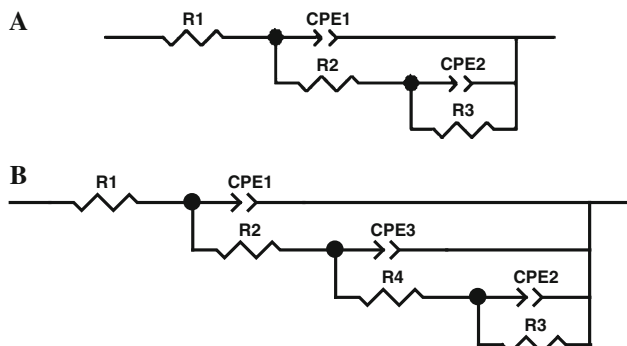 A
R1 CPE1
R2 CPE2
R3
B
R1 CPE1
R2 CPE3
R4 CPE2
R3